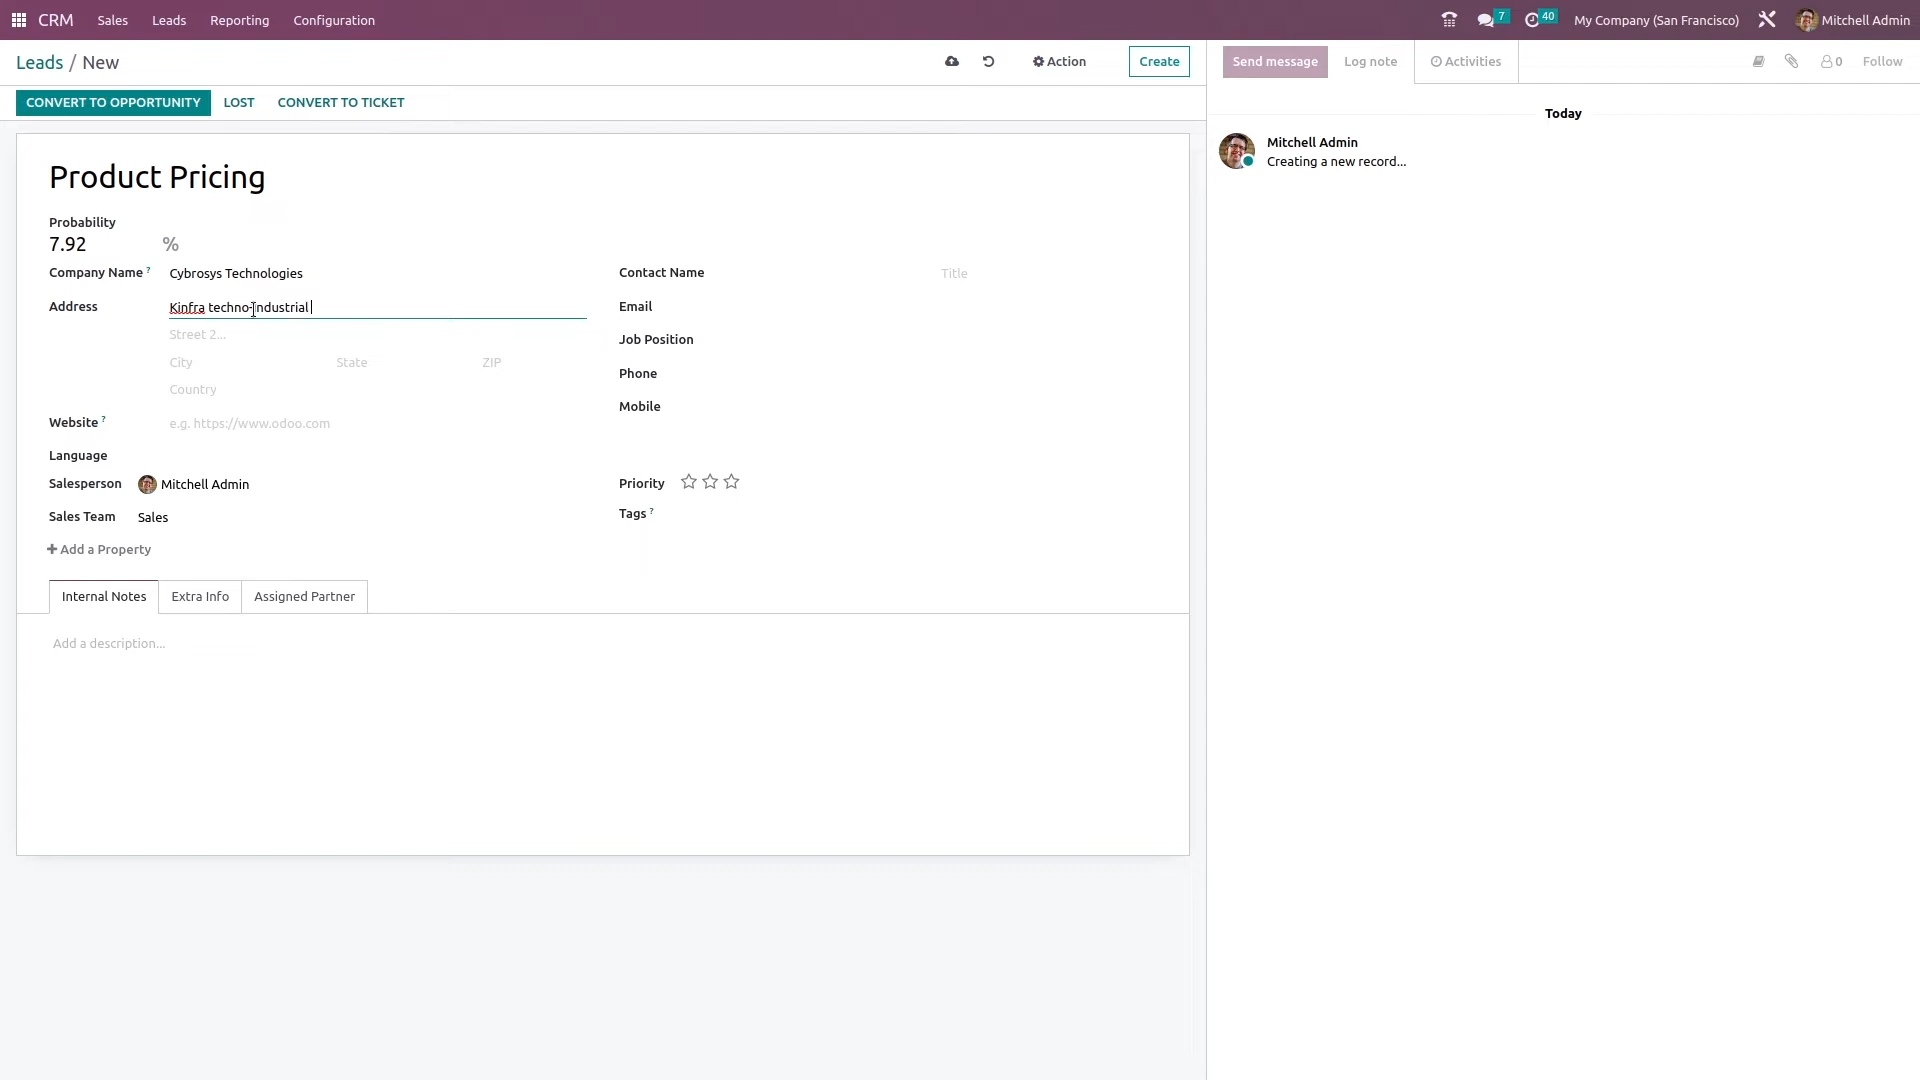 CRM Sales Leads Reporting Configuration 7 40 My Company (San Francisco) Mitchell Admin
Leads / New Action Create
CONVERT TO OPPORTUNITY LOST CONVERT TO TICKET
Product Pricing
Probability
7.92 %
Company Name ? Cybrosys Technologies
Address Kinfra techno-industrial
Street 2...
City State ZIP
Country
Website ? e.g. https://www.odoo.com
Language
Salesperson Mitchell Admin
Sales Team Sales
Add a Property
Contact Name Title
Email
Job Position
Phone
Mobile
Priority
Tags ?
Internal Notes Extra Info Assigned Partner
Add a description...
Send message Log note Activities 0 Follow
Today
Mitchell Admin
Creating a new record...